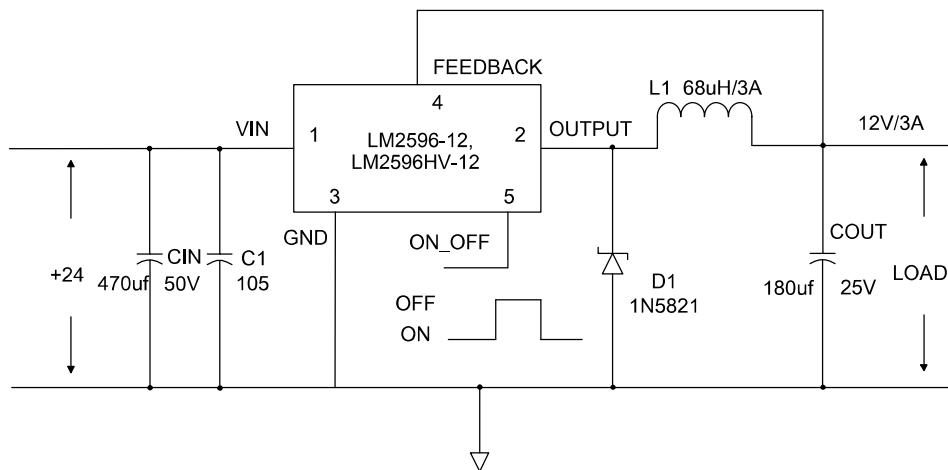 FEEDBACK
L1 68uH/3A
4
VIN
OUTPUT
12V/3A
1
LM2596-12,
LM2596HV-12
2
3
5
GND
ON_OFF
COUT
+24
CIN
C1
470uf
50V
105
D1
1N5821
180uf
25V
LOAD
OFF
ON